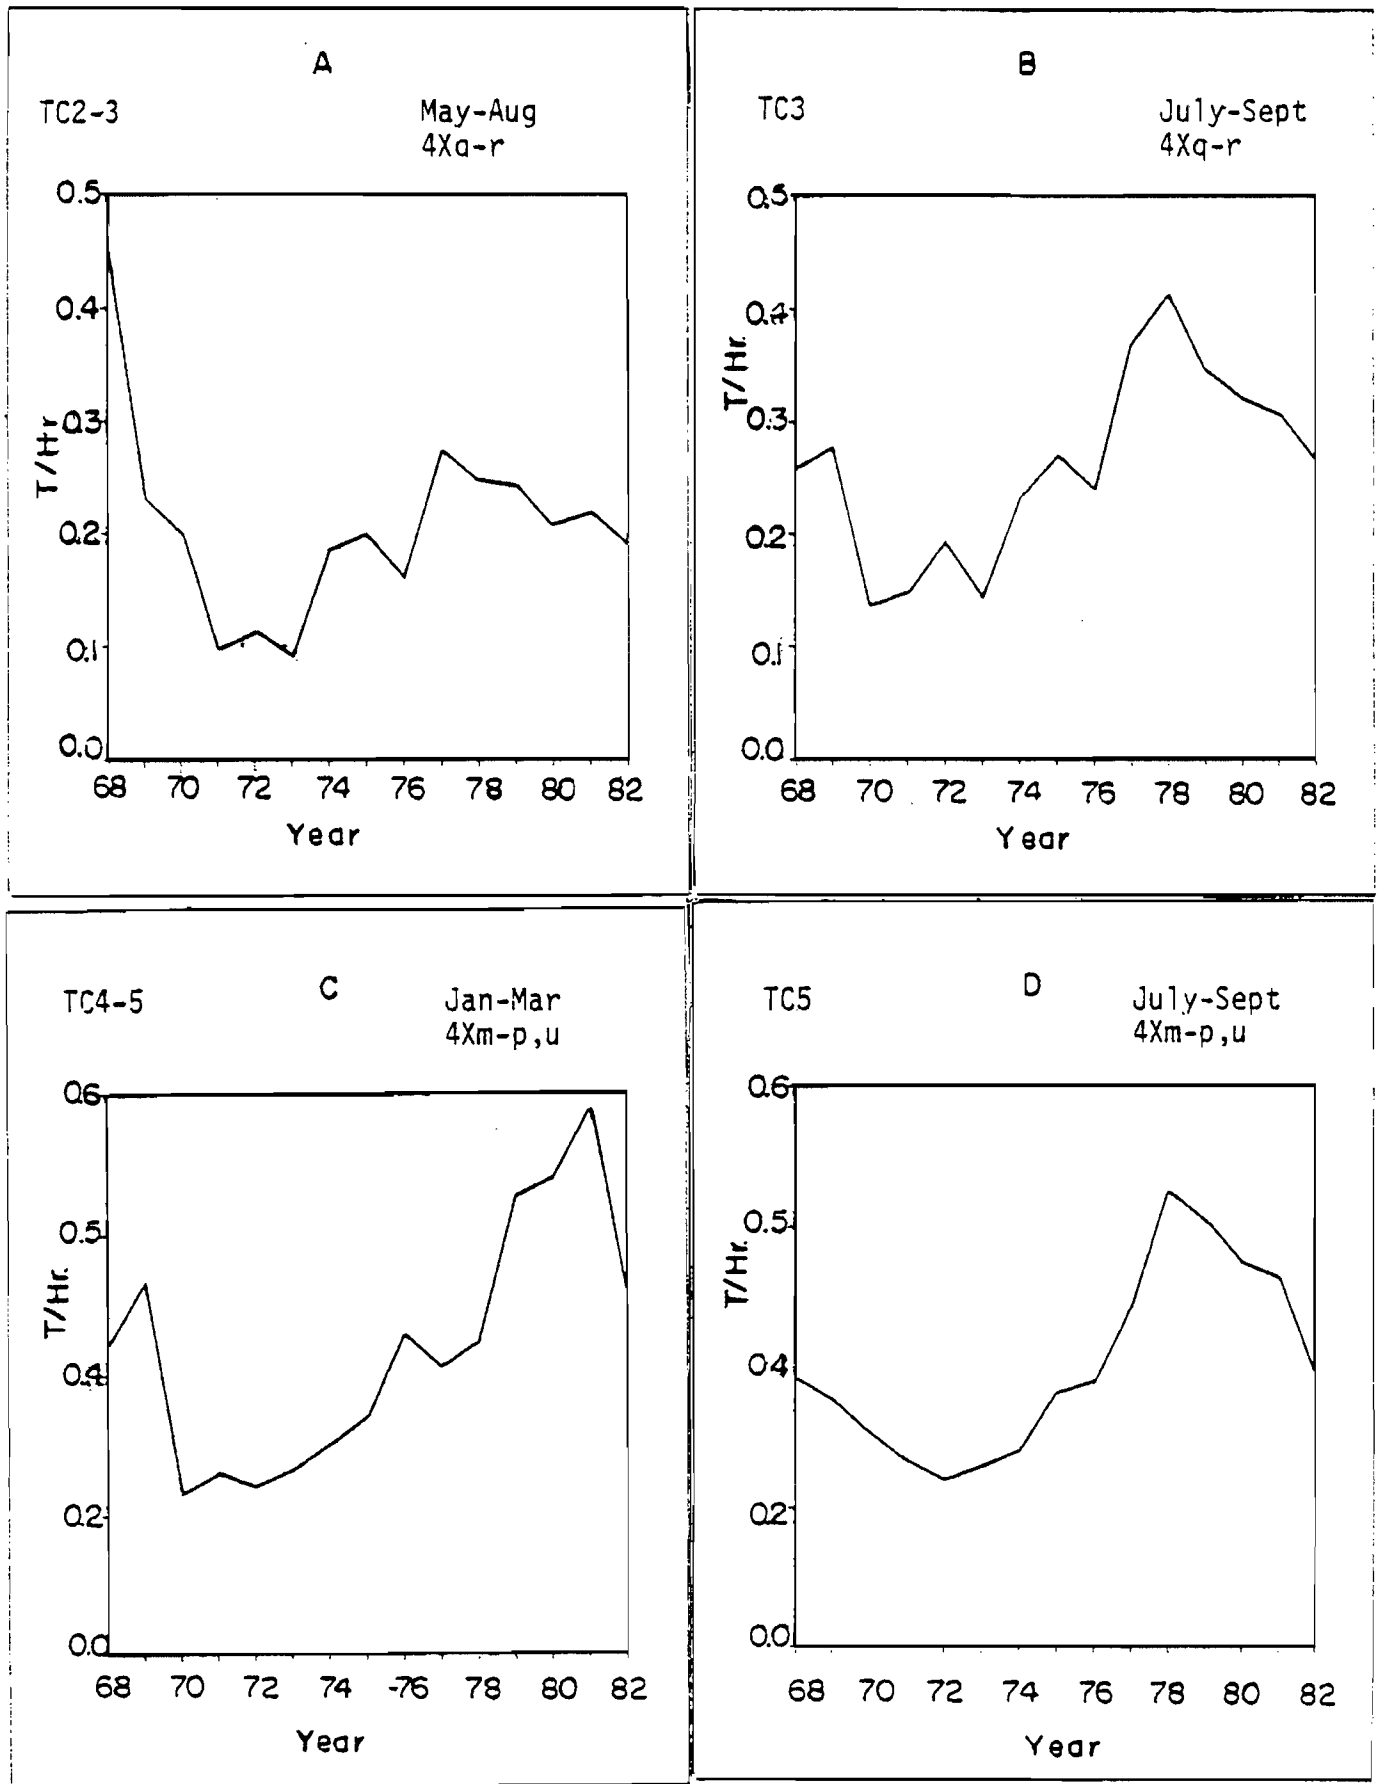 A
TC2-3 May-Aug
4Xq-r
0.5
0.4
0.3
0.2
0.1
0.0
T/Hr
68 70 72 74 76 78 80 82
Year
B
TC3 July-Sept
4Xq-r
0.5
0.4
0.3
0.2
0.1
0.0
T/Hr.
68 70 72 74 76 78 80 82
Year
C
TC4-5 Jan-Mar
4Xm-p,u
0.6
0.5
0.4
0.2
0.0
T/Hr.
68 70 72 74 76 78 80 82
Year
D
TC5 July-Sept
4Xm-p,u
0.6
0.5
0.4
0.2
0.0
T/Hr.
68 70 72 74 76 78 80 82
Year